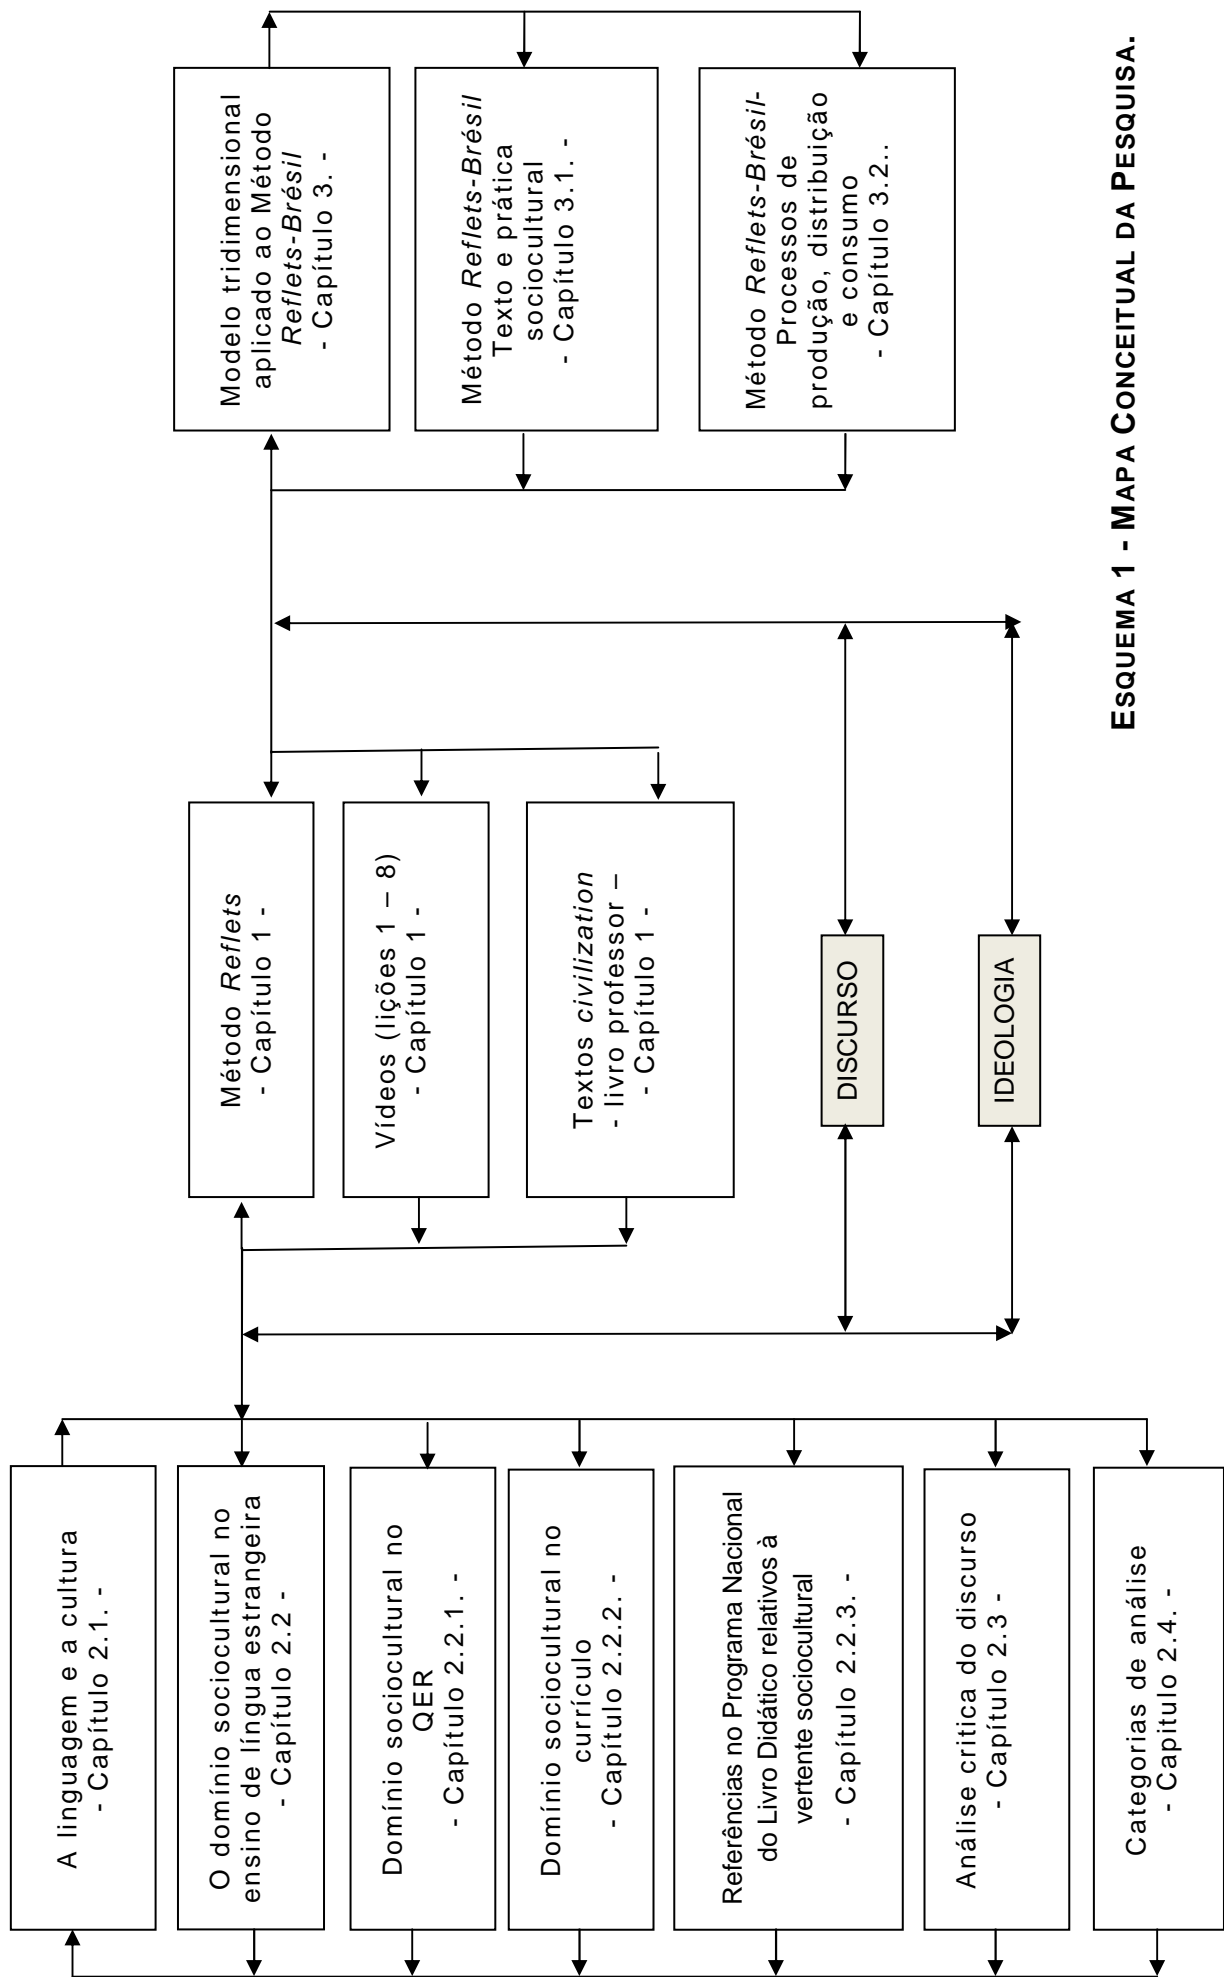 A linguagem e a cultura
- Capítulo 2.1. -
O domínio sociocultural no
ensino de língua estrangeira
- Capítulo 2.2 -
Domínio sociocultural no
QER
- Capítulo 2.2.1. -
Domínio sociocultural no
currículo
- Capítulo 2.2.2. -
Referências no Programa Nacional
do Livro Didático relativos à
vertente sociocultural
- Capítulo 2.2.3. -
Análise critica do discurso
- Capítulo 2.3 -
Categorias de análise
- Capitulo 2.4. -
Método Reflets
- Capítulo 1 -
Vídeos (lições 1 – 8)
- Capítulo 1 -
Textos civilization
- livro professor –
- Capítulo 1 -
DISCURSO
IDEOLOGIA
Modelo tridimensional
aplicado ao Método
Reflets-Brésil
- Capítulo 3. -
Método Reflets-Brésil
Texto e prática
sociocultural
- Capítulo 3.1. -
Método Reflets-Brésil-
Processos de
produção, distribuição
e consumo
- Capítulo 3.2..
ESQUEMA 1 - MAPA CONCEITUAL DA PESQUISA.